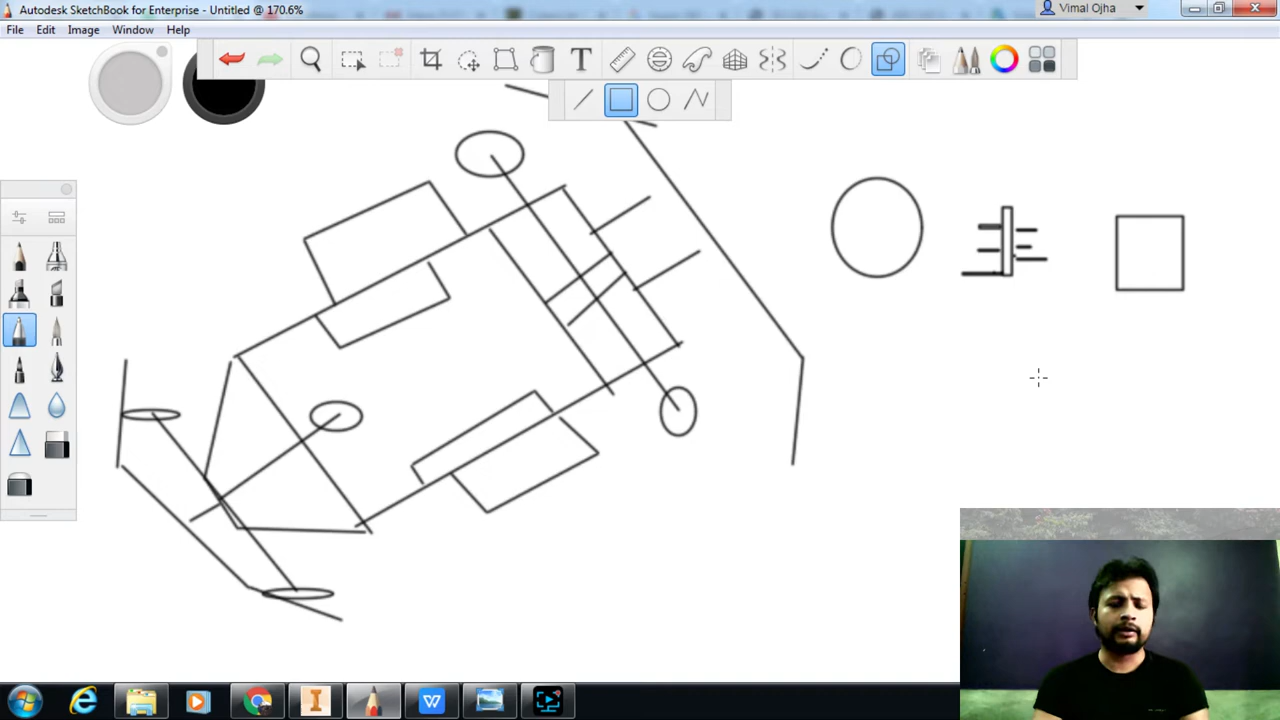 Autodesk SketchBook for Enterprise - Untitled @ 170.6%
Vimal Ojha
File Edit Image Window Help